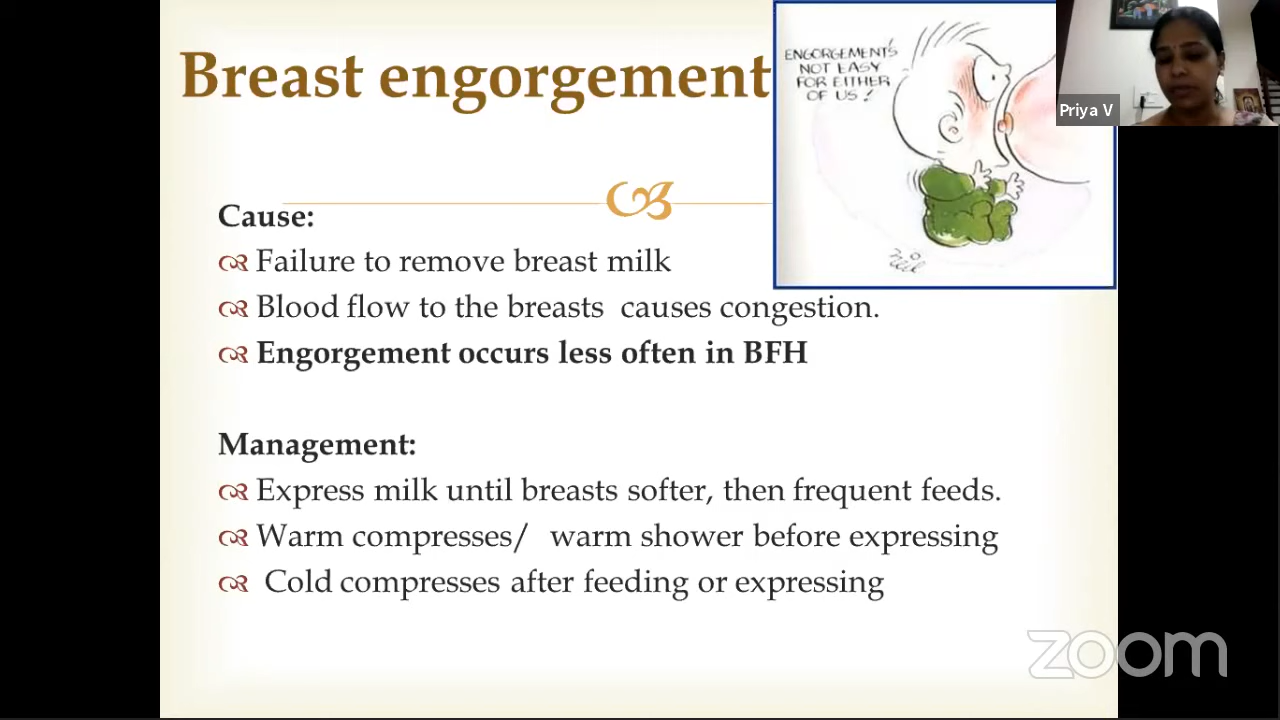 Breast engorgement
ENGORGEMENT'S
NOT EASY
FOR EITHER
OF US!
Priya V
Cause:
Failure to remove breast milk
Blood flow to the breasts causes congestion.
Engorgement occurs less often in BFH
Management:
Express milk until breasts softer, then frequent feeds.
Warm compresses/ warm shower before expressing
Cold compresses after feeding or expressing
zoom